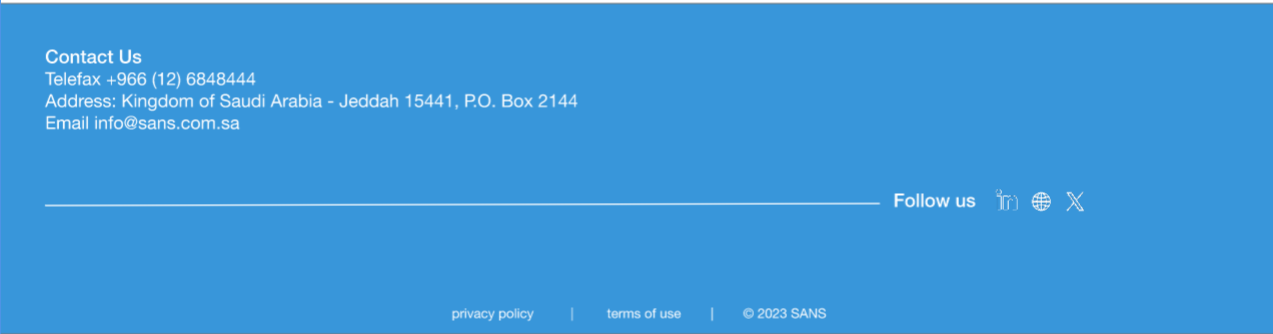 Contact Us
Telefax +966 (12) 6848444
Address: Kingdom of Saudi Arabia - Jeddah 15441, P.O. Box 2144
Email info@sans.com.sa
Follow us in X
privacy policy | terms of use | © 2023 SANS